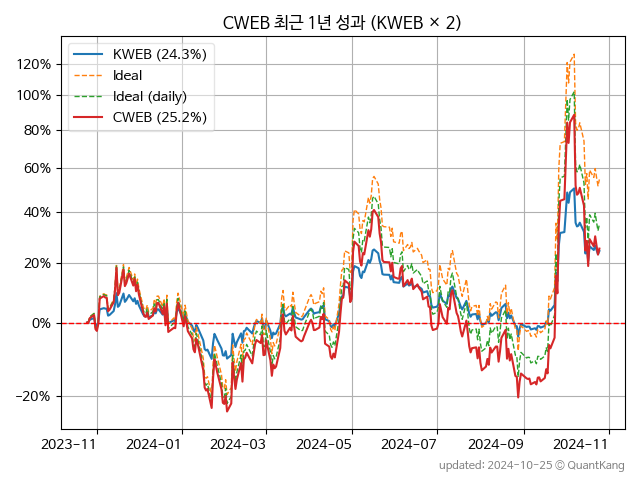 CWEB 최근 1년 성과 (KWEB × 2)
KWEB (24.3%)
Ideal
Ideal (daily)
CWEB (25.2%)
120%
100%
80%
60%
40%
20%
0%
−20%
2023-11 2024-01 2024-03 2024-05 2024-07 2024-09 2024-11
updated: 2024-10-25 © QuantKang